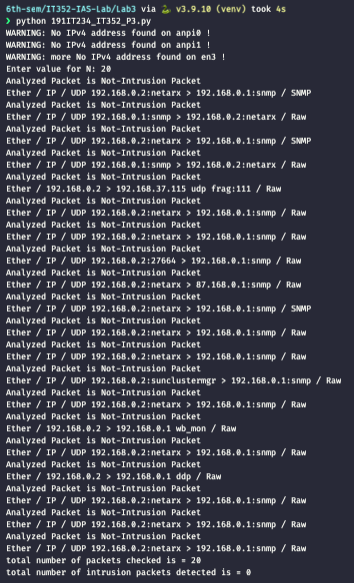 6th-sem/IT352-IAS-Lab/Lab3 via 🐍 v3.9.10 (venv) took 4s
❯ python 191IT234_IT352_P3.py
WARNING: No IPv4 address found on anpi0 !
WARNING: No IPv4 address found on anpi1 !
WARNING: more No IPv4 address found on en3 !
Enter value for N: 20
Analyzed Packet is Not-Intrusion Packet
Ether / IP / UDP 192.168.0.2:netarx > 192.168.0.1:snmp / SNMP
Analyzed Packet is Not-Intrusion Packet
Ether / IP / UDP 192.168.0.1:snmp > 192.168.0.2:netarx / Raw
Analyzed Packet is Not-Intrusion Packet
Ether / IP / UDP 192.168.0.2:netarx > 192.168.0.1:snmp / SNMP
Analyzed Packet is Not-Intrusion Packet
Ether / IP / UDP 192.168.0.1:snmp > 192.168.0.2:netarx / Raw
Analyzed Packet is Not-Intrusion Packet
Ether / 192.168.0.2 > 192.168.37.115 udp frag:111 / Raw
Analyzed Packet is Not-Intrusion Packet
Ether / IP / UDP 192.168.0.2:netarx > 192.168.0.1:snmp / Raw
Analyzed Packet is Not-Intrusion Packet
Ether / IP / UDP 192.168.0.2:netarx > 192.168.0.1:snmp / Raw
Analyzed Packet is Not-Intrusion Packet
Ether / IP / UDP 192.168.0.2:27664 > 192.168.0.1:snmp / Raw
Analyzed Packet is Not-Intrusion Packet
Ether / IP / UDP 192.168.0.2:netarx > 87.168.0.1:snmp / Raw
Analyzed Packet is Not-Intrusion Packet
Ether / IP / UDP 192.168.0.2:netarx > 192.168.0.1:snmp / SNMP
Analyzed Packet is Not-Intrusion Packet
Ether / IP / UDP 192.168.0.2:netarx > 192.168.0.1:snmp / Raw
Analyzed Packet is Not-Intrusion Packet
Ether / IP / UDP 192.168.0.2:netarx > 192.168.0.1:snmp / Raw
Analyzed Packet is Not-Intrusion Packet
Ether / IP / UDP 192.168.0.2:sunclustermgr > 192.168.0.1:snmp / Raw
Analyzed Packet is Not-Intrusion Packet
Ether / IP / UDP 192.168.0.2:netarx > 192.168.0.1:snmp / Raw
Analyzed Packet is Not-Intrusion Packet
Ether / 192.168.0.2 > 192.168.0.1 wb_mon / Raw
Analyzed Packet is Not-Intrusion Packet
Ether / IP / UDP 192.168.0.2:netarx > 192.168.0.1:snmp / Raw
Analyzed Packet is Not-Intrusion Packet
Ether / 192.168.0.2 > 192.168.0.1 ddp / Raw
Analyzed Packet is Not-Intrusion Packet
Ether / IP / UDP 192.168.0.2:netarx > 192.168.0.1:snmp / Raw
Analyzed Packet is Not-Intrusion Packet
Ether / IP / UDP 192.168.0.2:netarx > 192.168.0.1:snmp / Raw
Analyzed Packet is Not-Intrusion Packet
Ether / IP / UDP 192.168.0.2:netarx > 192.168.0.1:snmp / Raw
total number of packets checked is = 20
total number of intrusion packets detected is = 0